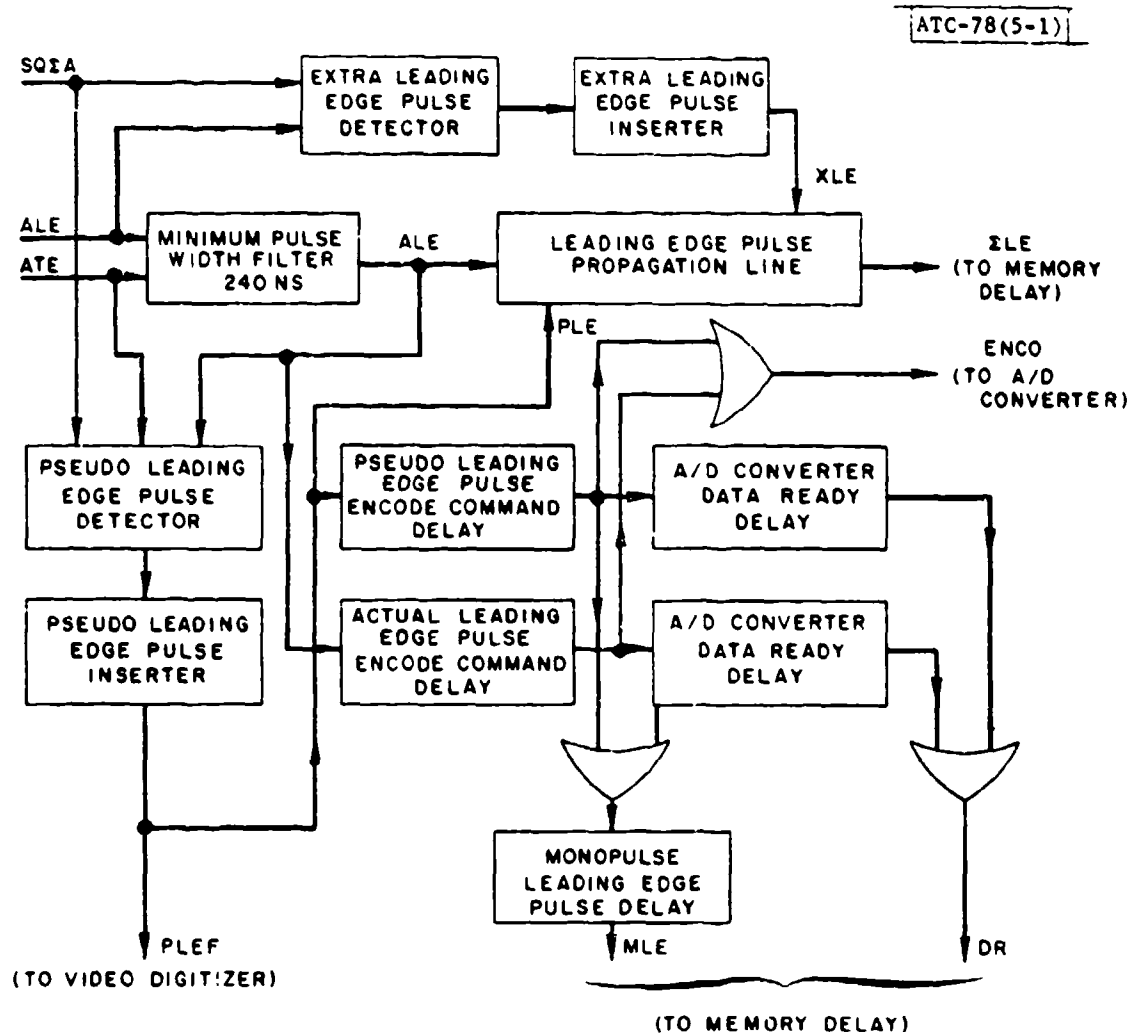 ATC-78(5-1)
SQΣA
EXTRA LEADING
EDGE PULSE
DETECTOR
EXTRA LEADING
EDGE PULSE
INSERTER
XLE
ALE
ATE
MINIMUM PULSE
WIDTH FILTER
240 NS
ALE
LEADING EDGE PULSE
PROPAGATION LINE
ΣLE
(TO MEMORY
DELAY)
PLE
ENCO
(TO A/D
CONVERTER)
PSEUDO LEADING
EDGE PULSE
DETECTOR
PSEUDO LEADING
EDGE PULSE
ENCODE COMMAND
DELAY
A/D CONVERTER
DATA READY
DELAY
PSEUDO LEADING
EDGE PULSE
INSERTER
ACTUAL LEADING
EDGE PULSE
ENCODE COMMAND
DELAY
A/D CONVERTER
DATA READY
DELAY
MONOPULSE
LEADING EDGE
PULSE DELAY
PLEF
(TO VIDEO DIGITIZER)
MLE
DR
(TO MEMORY DELAY)